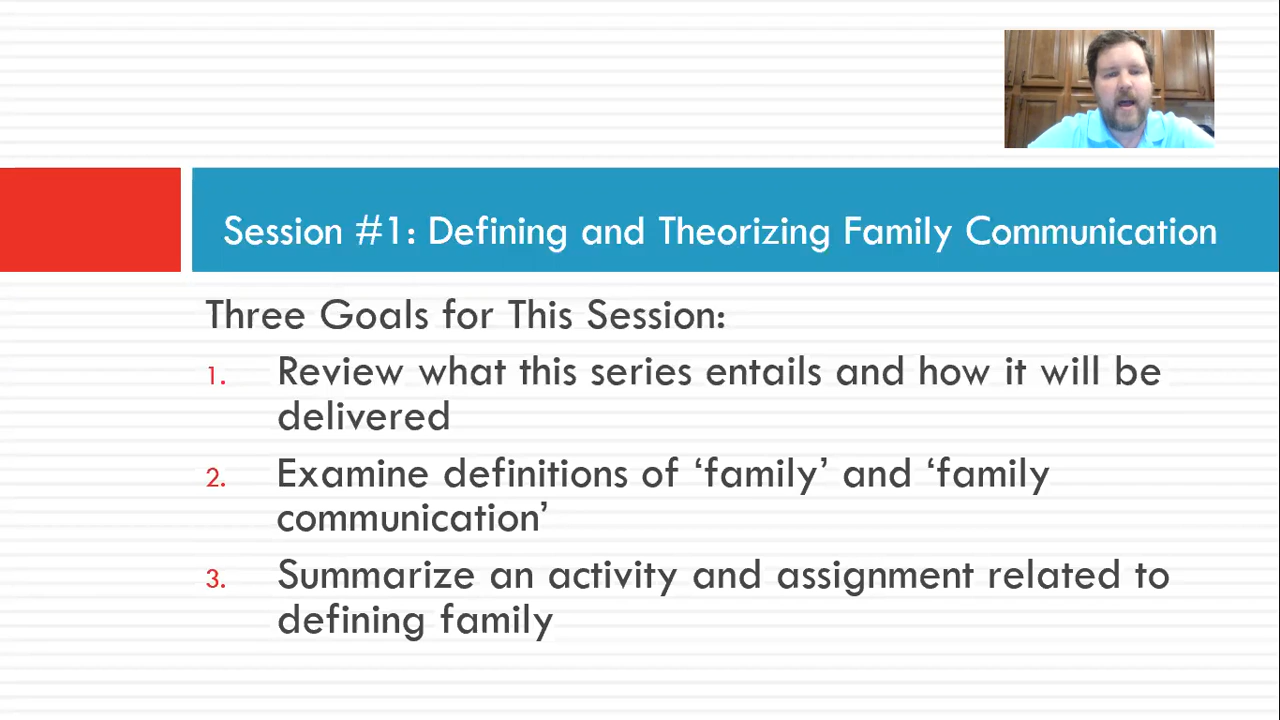 Session #1: Defining and Theorizing Family Communication
Three Goals for This Session:
1. Review what this series entails and how it will be
delivered
2. Examine definitions of ‘family’ and ‘family
communication’
3. Summarize an activity and assignment related to
defining family